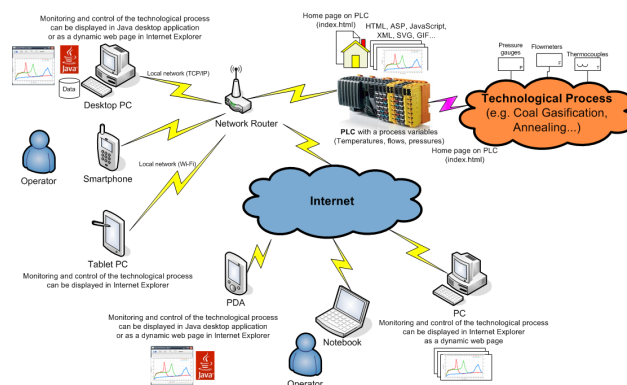 Monitoring and control of the technological process
can be displayed in Java desktop application
or as a dynamic web page in Internet Explorer
Home page on PLC
(index.html)
HTML, ASP, JavaScript,
XML, SVG, GIF...
Pressure
gauges
Flowmeters
Thermocouples
P
F
Java
Data
Desktop PC
Local network (TCP/IP)
Network Router
PLC with a process variables
(Temperatures, flows, pressures)
Technological Process
(e.g. Coal Gasification,
Annealing...)
Home page on PLC
(index.html)
Operator
Smartphone
Local network (Wi-Fi)
Internet
Tablet PC
Monitoring and control of the technological process
can be displayed in Internet Explorer
PDA
Monitoring and control of the technological process
can be displayed in Java desktop application
or as a dynamic web page in Internet Explorer
Notebook
PC
Monitoring and control of the technological process
can be displayed in Internet Explorer
as a dynamic web page
Java
Operator